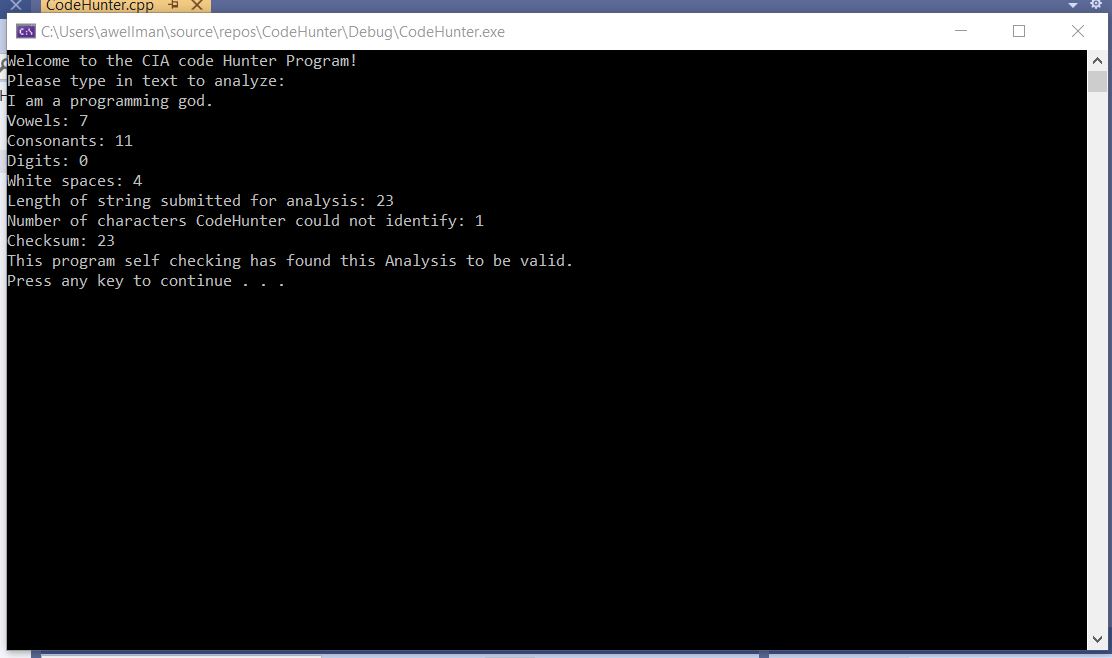 CodeHunter.cpp
C:\Users\awellman\source\repos\CodeHunter\Debug\CodeHunter.exe
Welcome to the CIA code Hunter Program!
Please type in text to analyze:
I am a programming god.
Vowels: 7
Consonants: 11
Digits: 0
White spaces: 4
Length of string submitted for analysis: 23
Number of characters CodeHunter could not identify: 1
Checksum: 23
This program self checking has found this Analysis to be valid.
Press any key to continue . . .